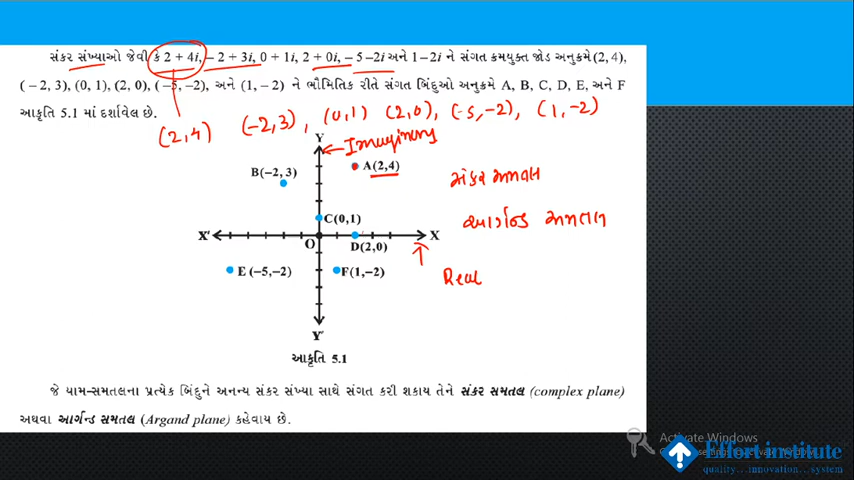 સંકર સંખ્યાઓ જેવી કે 2 + 4i, – 2 + 3i, 0 + 1i, 2 + 0i, – 5 –2i અને 1 – 2i ને સંગત ક્રમયુક્ત જોડ અનુક્રમે (2, 4),
( – 2, 3), (0, 1), (2, 0), ( –5, –2), અને (1, – 2) ને ભૌમિતિક રીતે સંગત બિંદુઓ અનુક્રમે A, B, C, D, E, અને F
આકૃતિ 5.1 માં દર્શાવેલ છે.
(2,4) (-2,3), (0,1) (2,0), (-5,-2), (1,-2)
Y
Imaginary
A(2,4)
B(–2,3)
સંકર સમતલ
C(0,1)
આર્ગન્ડ સમતલ
X′ O X
D(2,0)
E (–5,–2) F(1,–2)
Real
Y′
આકૃતિ 5.1
જે યામ-સમતલના પ્રત્યેક બિંદુને અનન્ય સંકર સંખ્યા સાથે સંગત કરી શકાય તેને સંકર સમતલ (complex plane)
અથવા આર્ગન્ડ સમતલ (Argand plane) કહેવાય છે.
Activate Windows
Effort institute
quality...innovation...system